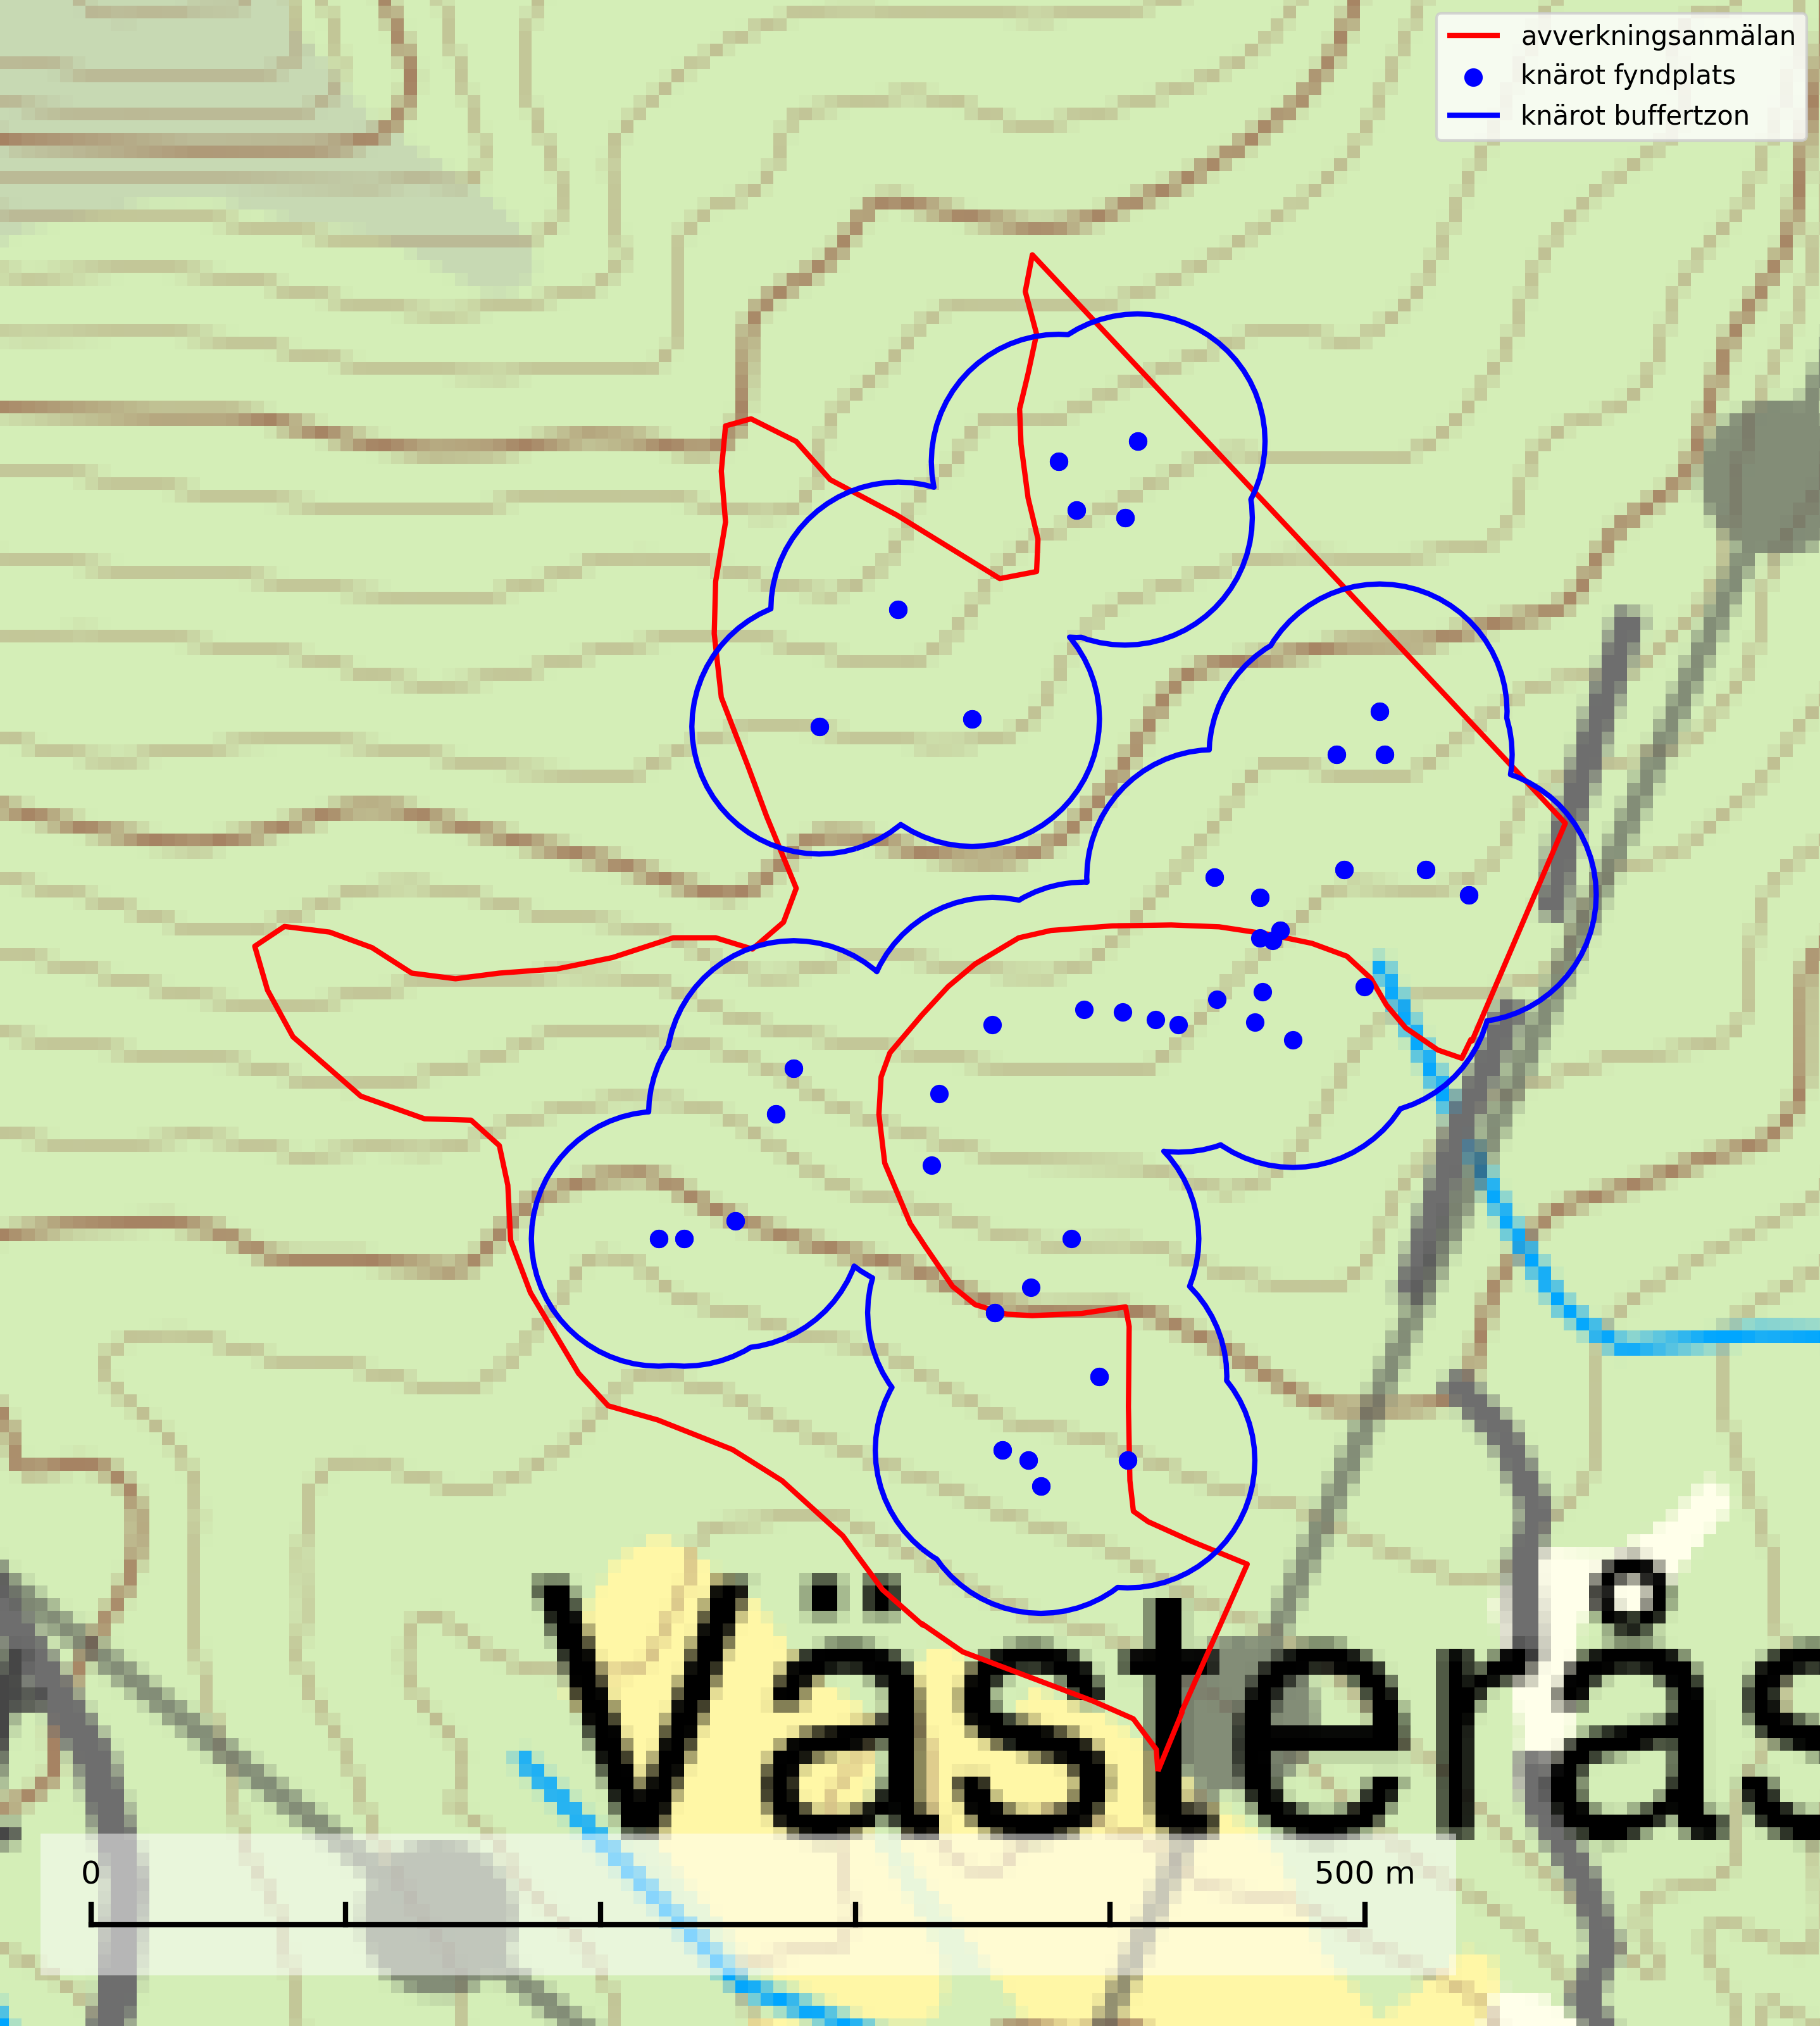 avverkningsanmälan
knärot fyndplats
knärot buffertzon
Västerås
0 500 m